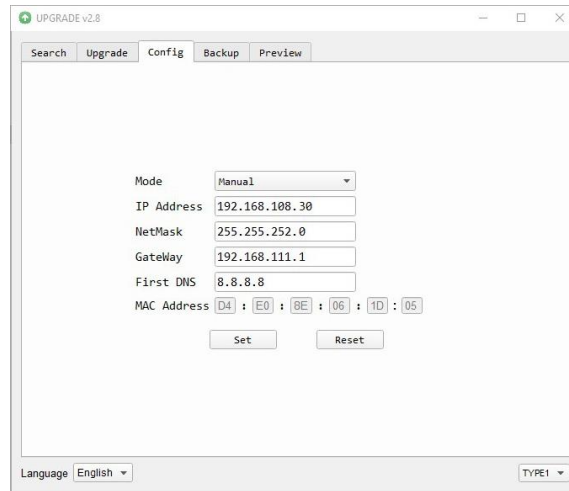 UPGRADE v2.8
Search Upgrade Config Backup Preview
Mode Manual
IP Address 192.168.108.30
NetMask 255.255.252.0
GateWay 192.168.111.1
First DNS 8.8.8.8
MAC Address D4 : E0 : 8E : 06 : 1D : 05
Set Reset
Language English TYPE1